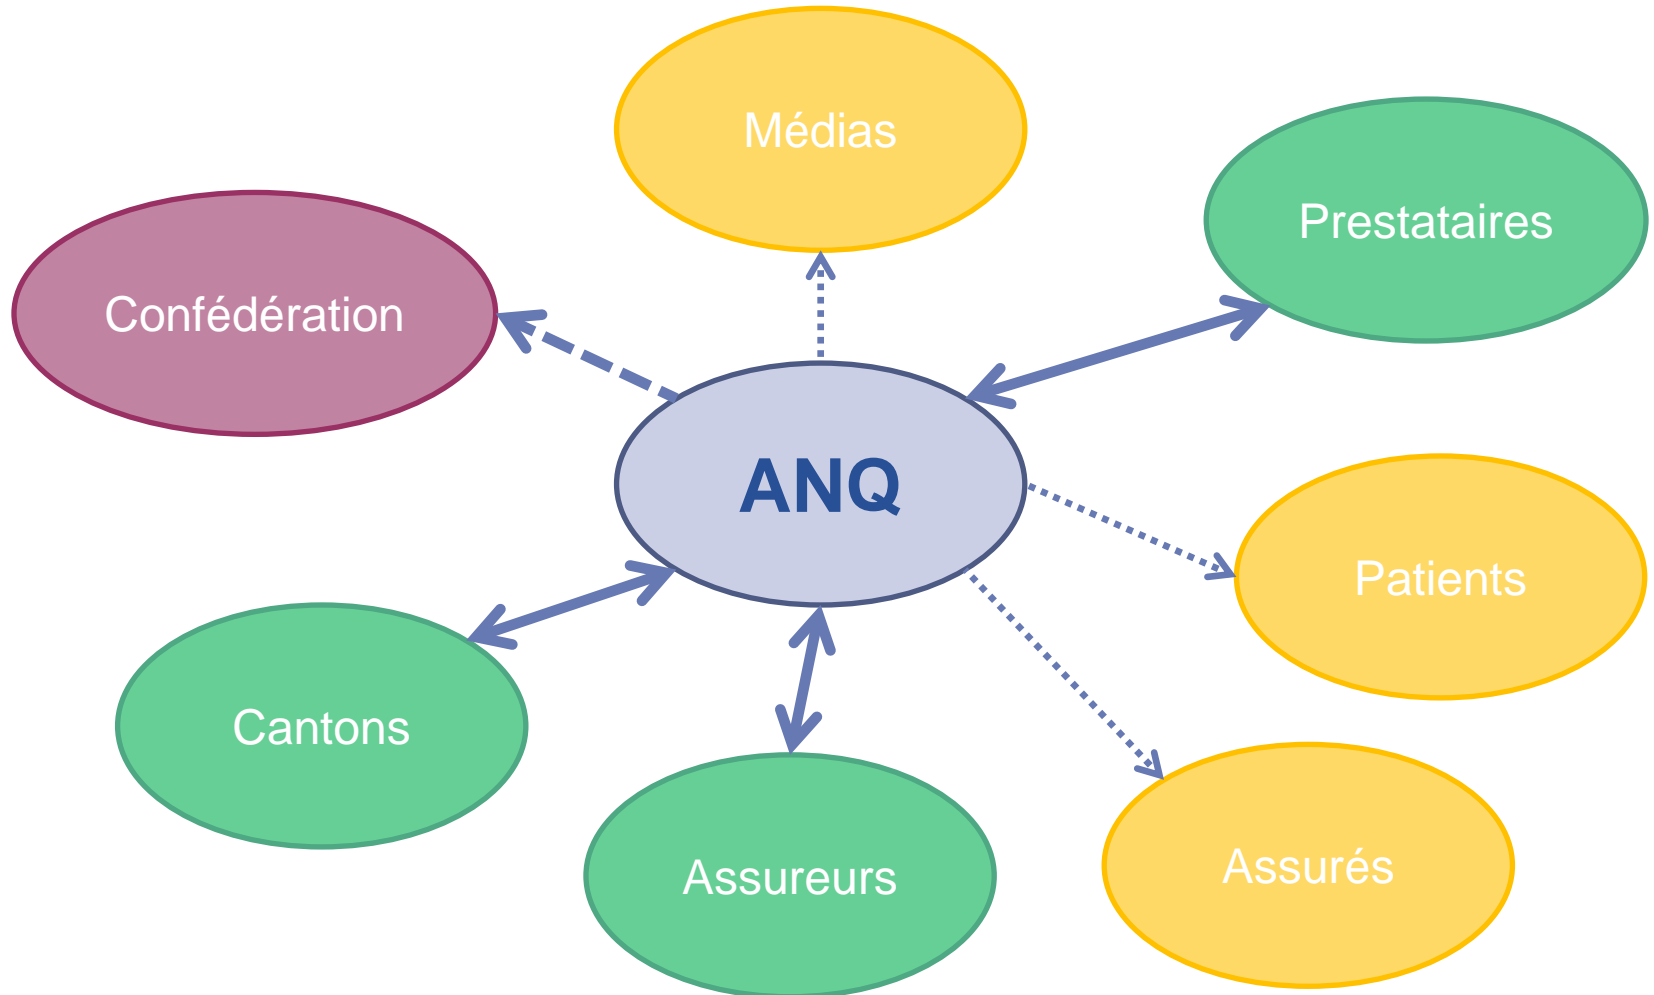 Médias
Prestataires
Confédération
ANQ
Patients
Cantons
Assureurs
Assurés